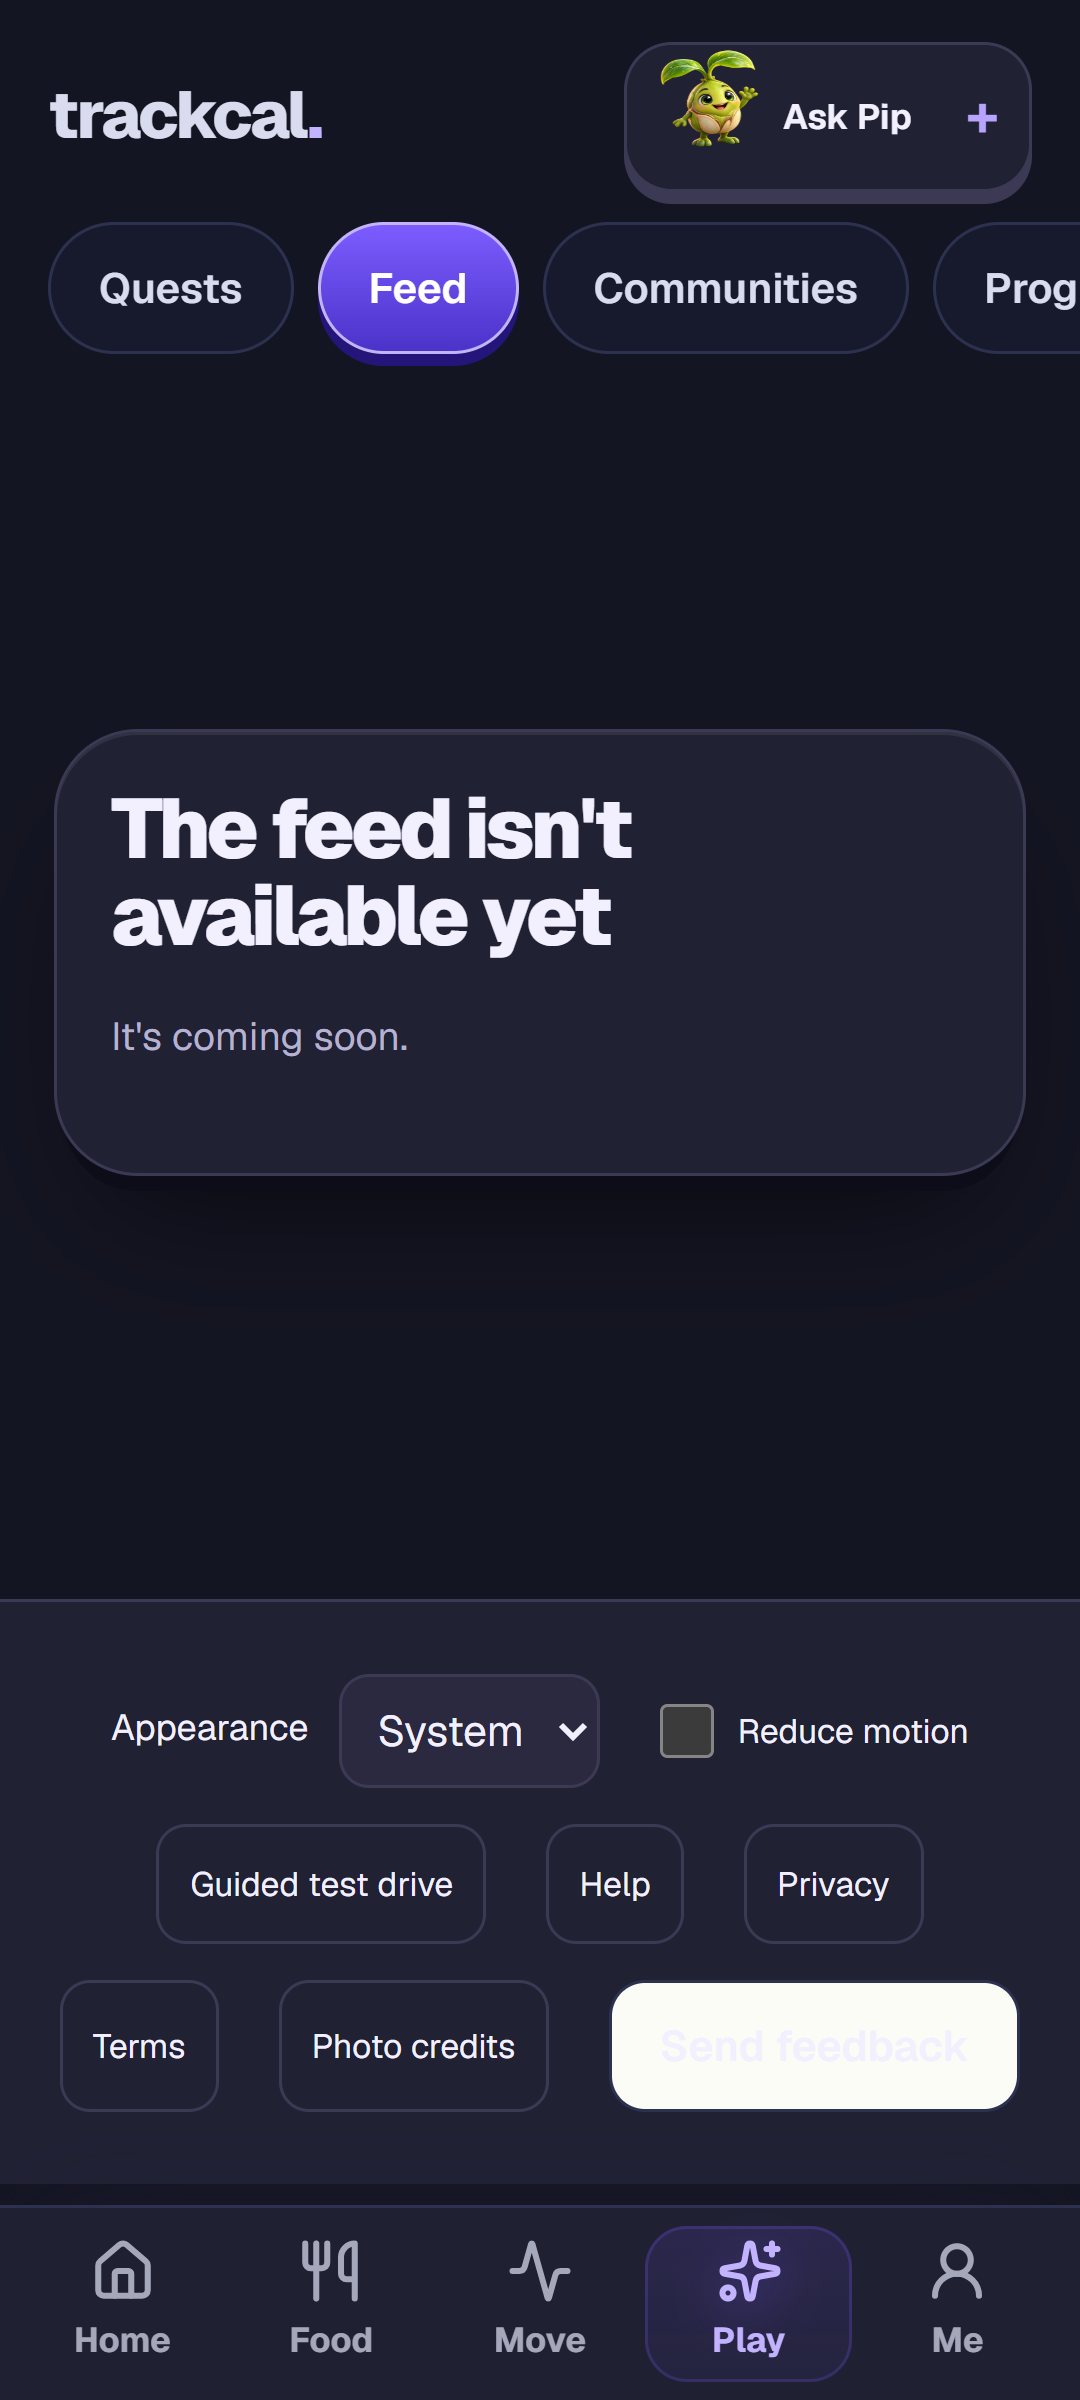 trackcal.
Ask Pip +
Quests
Feed
Communities
Prog
The feed isn't
available yet
It's coming soon.
Appearance
System
Reduce motion
Guided test drive
Help
Privacy
Terms
Photo credits
Send feedback
Home
Food
Move
Play
Me